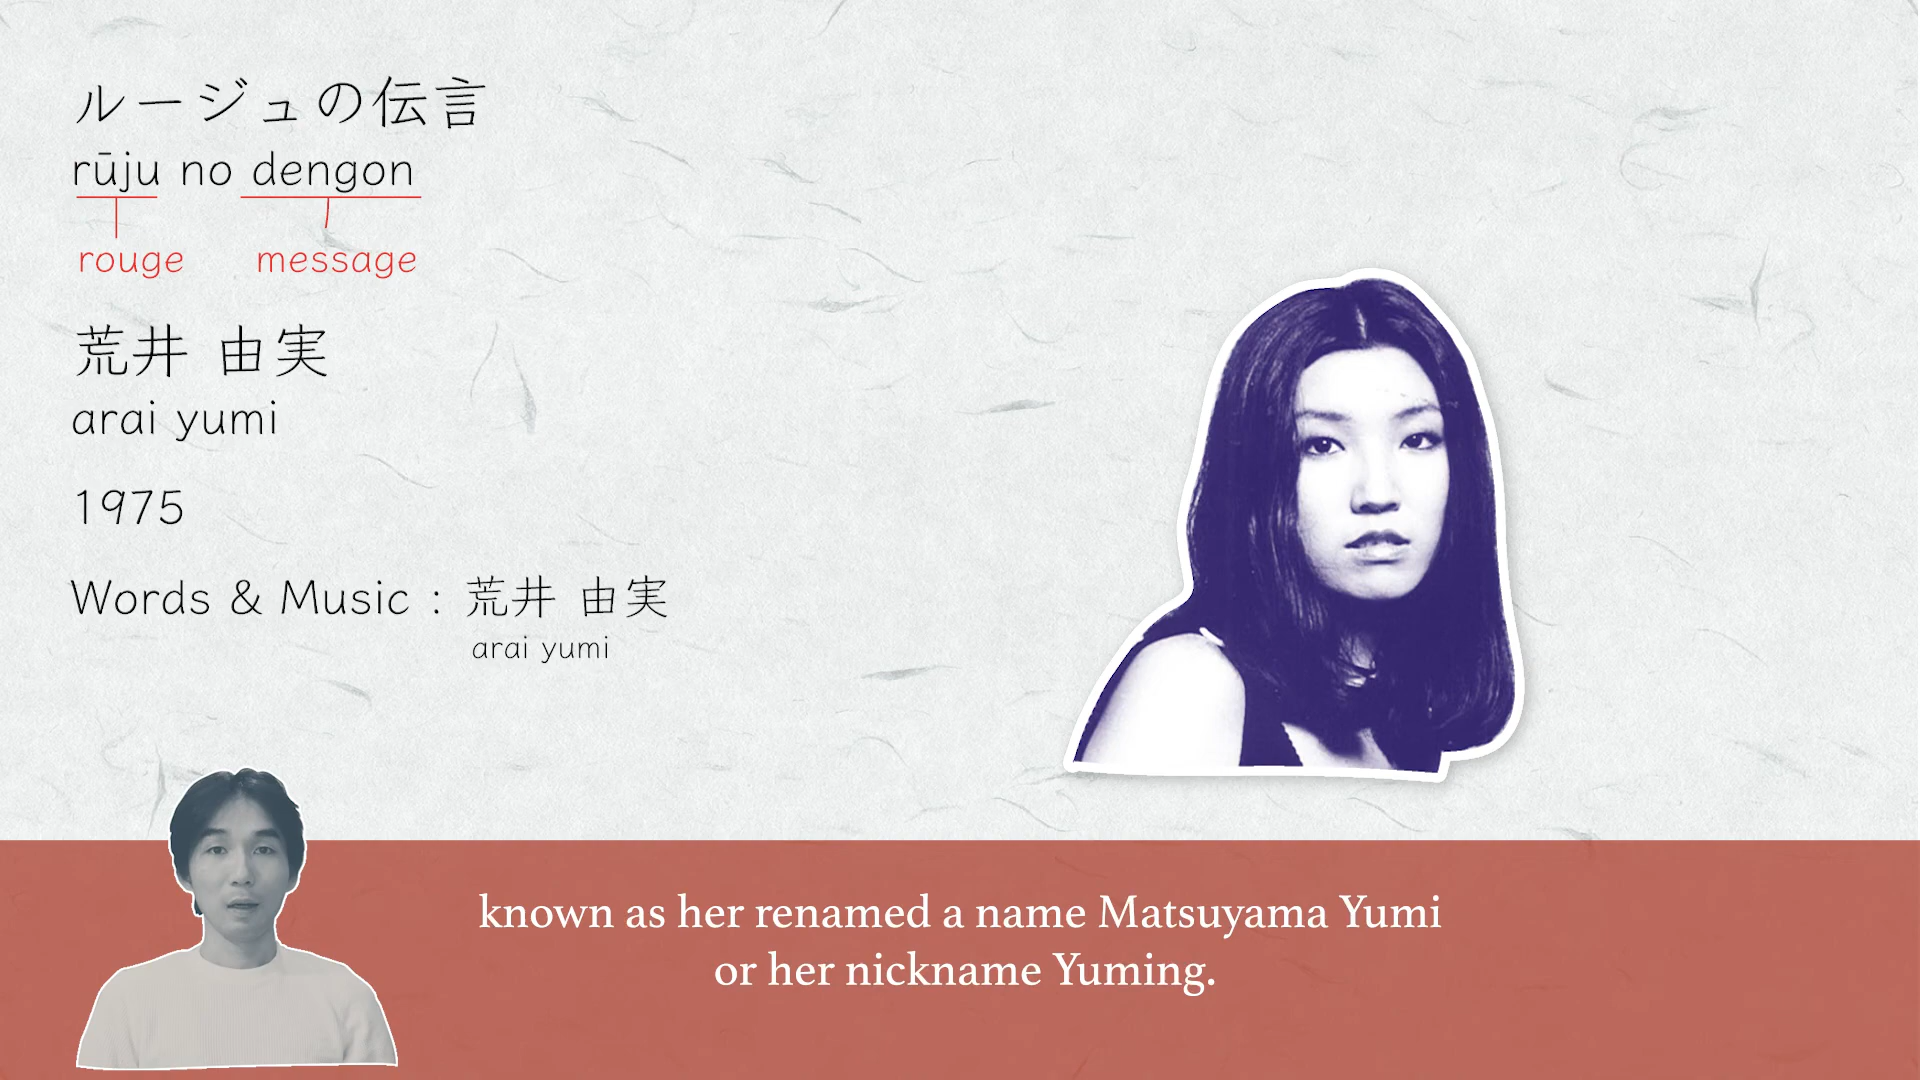 ルージュの伝言
rūju no dengon
rouge message
荒井 由実
arai yumi
1975
Words & Music : 荒井 由実
arai yumi
known as her renamed a name Matsuyama Yumi
or her nickname Yuming.